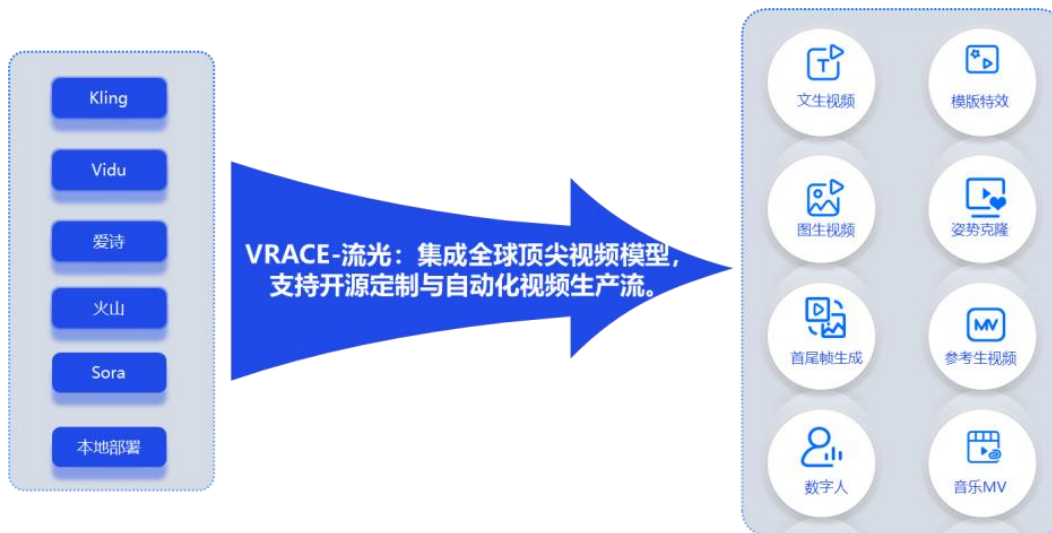 Kling
Vidu
爱诗
火山
Sora
本地部署
VRACE-流光：集成全球顶尖视频模型，
支持开源定制与自动化视频生产流。
T
文生视频
模版特效
图生视频
姿势克隆
首尾帧生成
MV
参考生视频
数字人
音乐MV